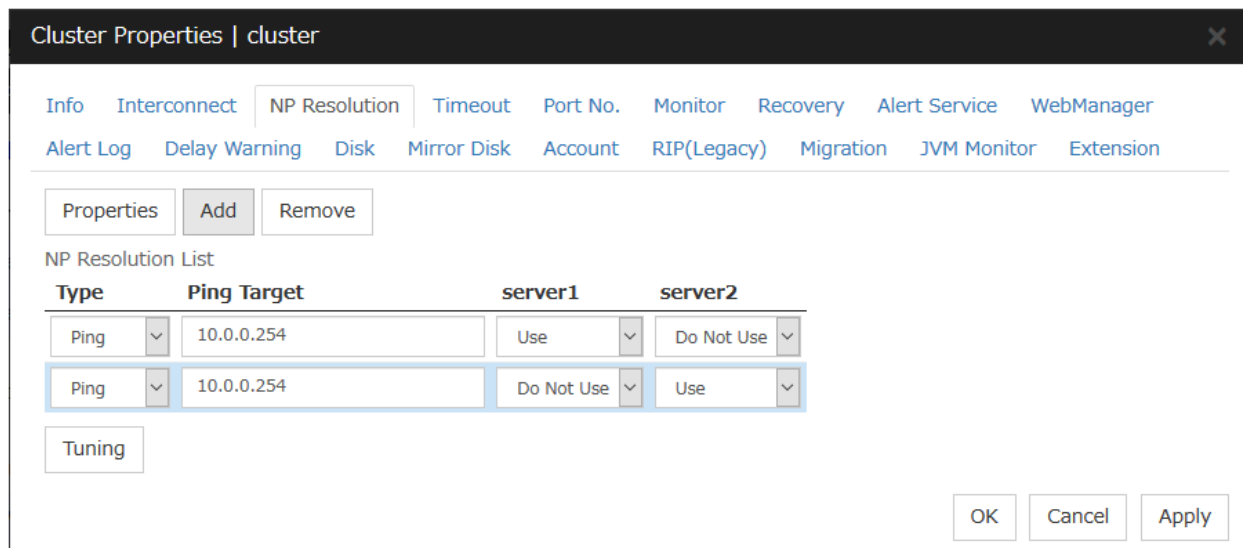 Cluster Properties | cluster
Info Interconnect NP Resolution Timeout Port No. Monitor Recovery Alert Service WebManager
Alert Log Delay Warning Disk Mirror Disk Account RIP(Legacy) Migration JVM Monitor Extension
Properties Add Remove
NP Resolution List
Type Ping Target server1 server2
Ping 10.0.0.254 Use Do Not Use
Ping 10.0.0.254 Do Not Use Use
Tuning
OK Cancel Apply